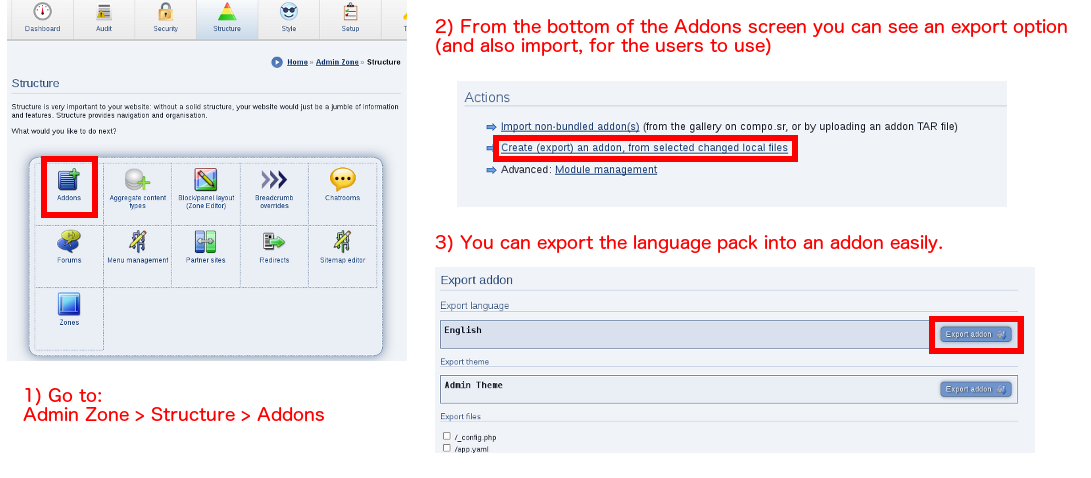 Dashboard
Audit
Security
Structure
Style
Setup
Home » Admin Zone » Structure
Structure
Structure is very important to your website: without a solid structure, your website would just be a jumble of information
and features. Structure provides navigation and organisation.
What would you like to do next?
Addons
Aggregate content
types
Block/panel layout
(Zone Editor)
Breadcrumb
overrides
Chatrooms
Forums
Menu management
Partner sites
Redirects
Sitemap editor
Zones
1) Go to:
Admin Zone > Structure > Addons
2) From the bottom of the Addons screen you can see an export option
(and also import, for the users to use)
Actions
Import non-bundled addon(s) (from the gallery on compo.sr, or by uploading an addon TAR file)
Create (export) an addon, from selected changed local files
Advanced: Module management
3) You can export the language pack into an addon easily.
Export addon
Export language
English
Export addon
Export theme
Admin Theme
Export addon
Export files
/_config.php
/app.yaml